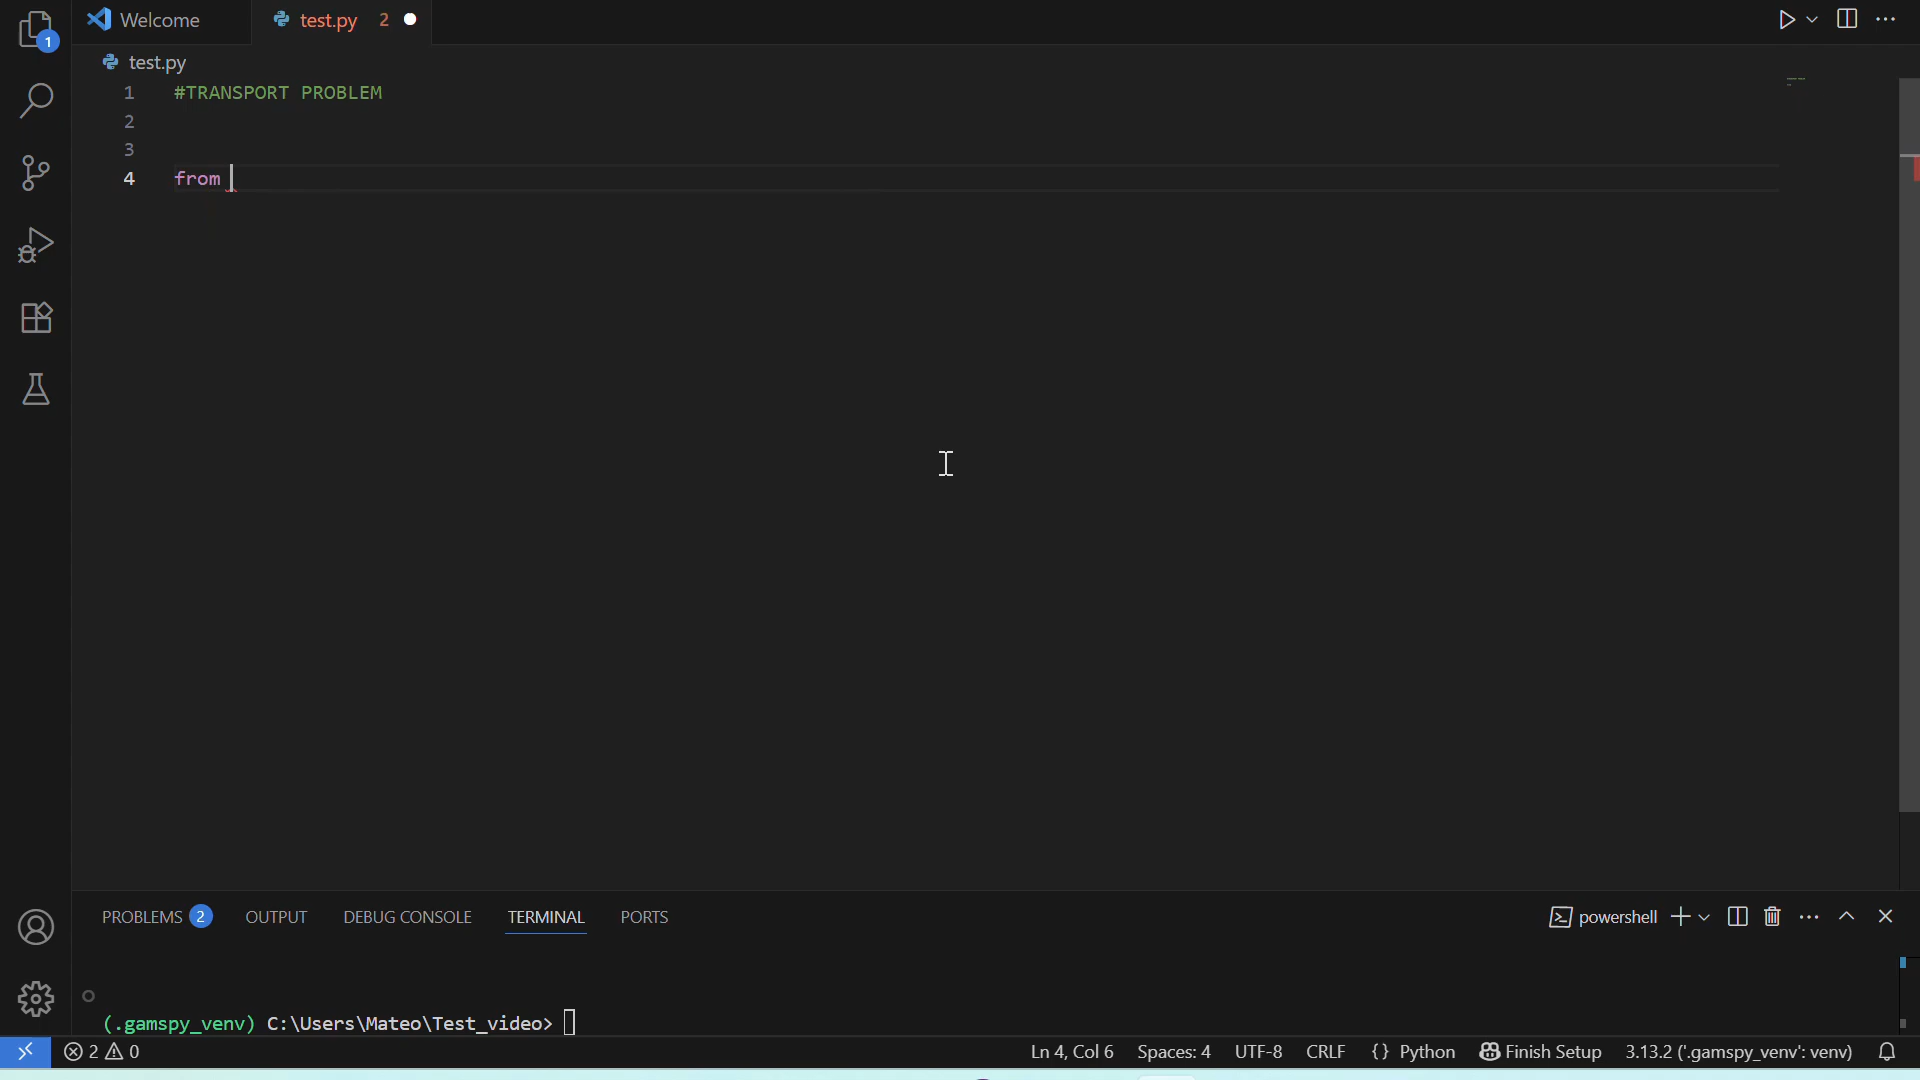 1
Welcome
test.py 2
test.py
1 #TRANSPORT PROBLEM
2
3
4 from
PROBLEMS 2 OUTPUT DEBUG CONSOLE TERMINAL PORTS
powershell
(.gamspy_venv) C:\Users\Mateo\Test_video>
2 0
Ln 4, Col 6 Spaces: 4 UTF-8 CRLF {} Python Finish Setup 3.13.2 ('.gamspy_venv': venv)